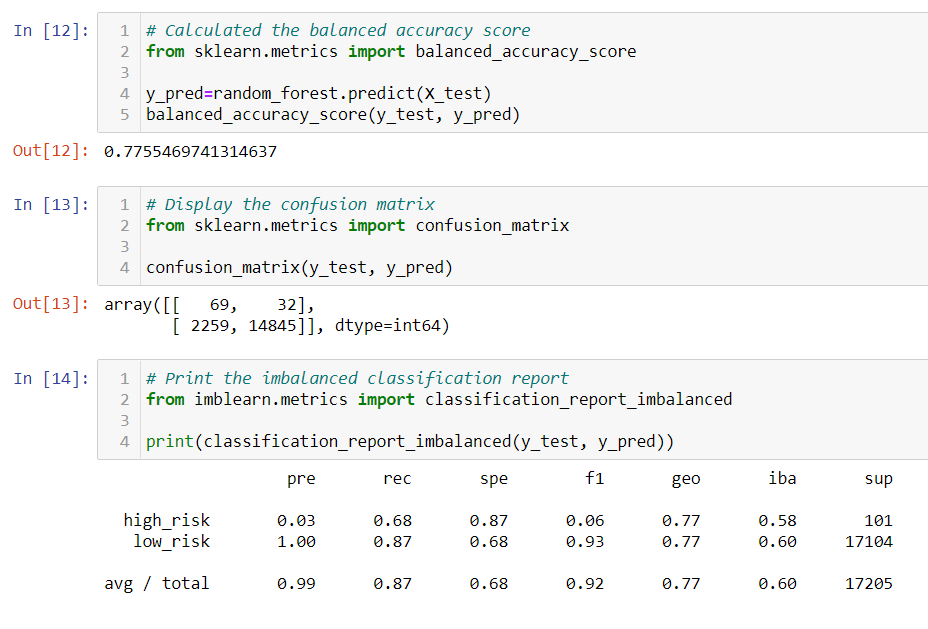 In [12]:
1 # Calculated the balanced accuracy score
2 from sklearn.metrics import balanced_accuracy_score
3
4 y_pred=random_forest.predict(X_test)
5 balanced_accuracy_score(y_test, y_pred)
Out[12]: 0.7755469741314637
In [13]:
1 # Display the confusion matrix
2 from sklearn.metrics import confusion_matrix
3
4 confusion_matrix(y_test, y_pred)
Out[13]: array([[   69,    32],
       [ 2259, 14845]], dtype=int64)
In [14]:
1 # Print the imbalanced classification report
2 from imblearn.metrics import classification_report_imbalanced
3
4 print(classification_report_imbalanced(y_test, y_pred))
pre rec spe f1 geo iba sup
high_risk 0.03 0.68 0.87 0.06 0.77 0.58 101
low_risk 1.00 0.87 0.68 0.93 0.77 0.60 17104
avg / total 0.99 0.87 0.68 0.92 0.77 0.60 17205